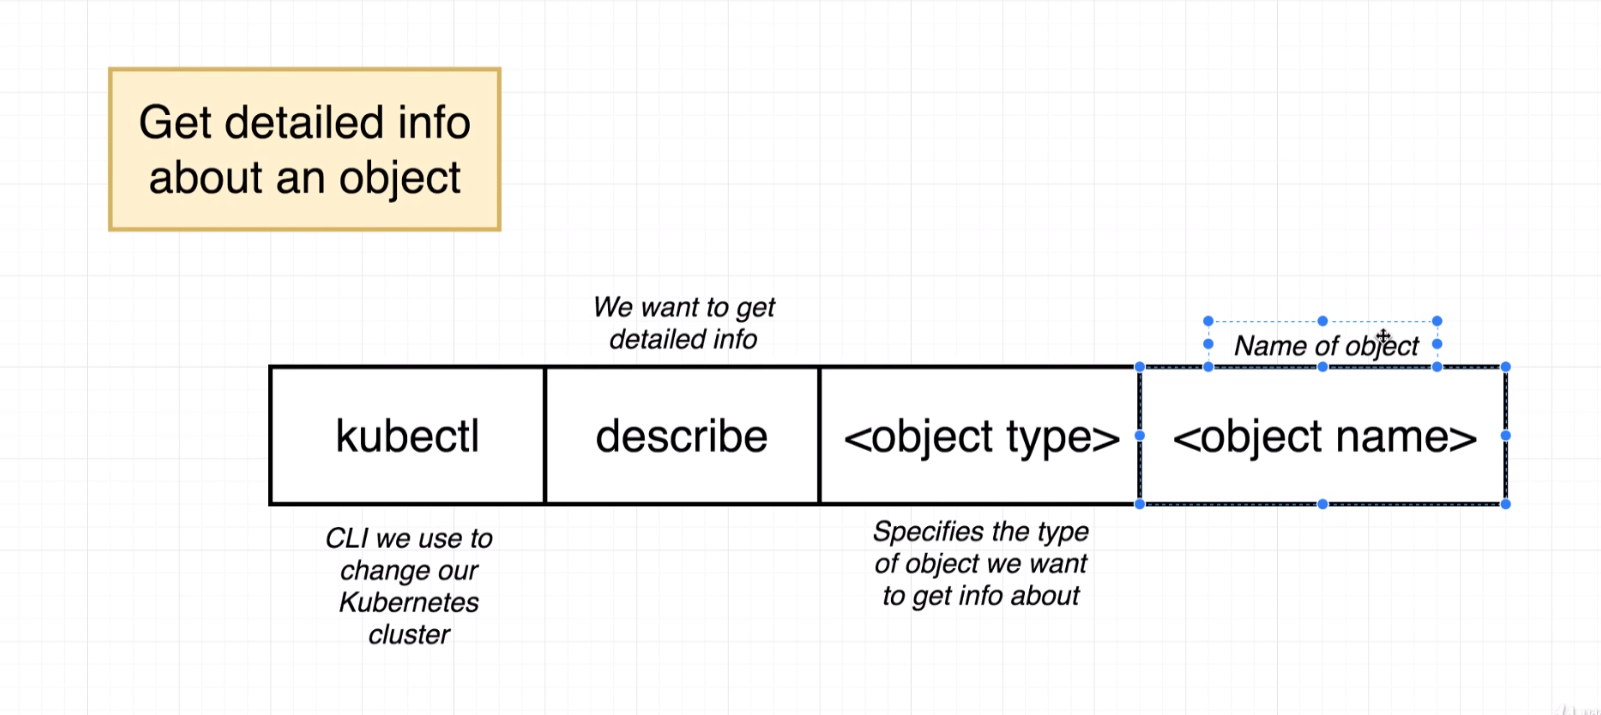 Get detailed info
about an object
We want to get
detailed info
Name of object
kubectl
describe
<object type>
<object name>
CLI we use to
change our
Kubernetes
cluster
Specifies the type
of object we want
to get info about